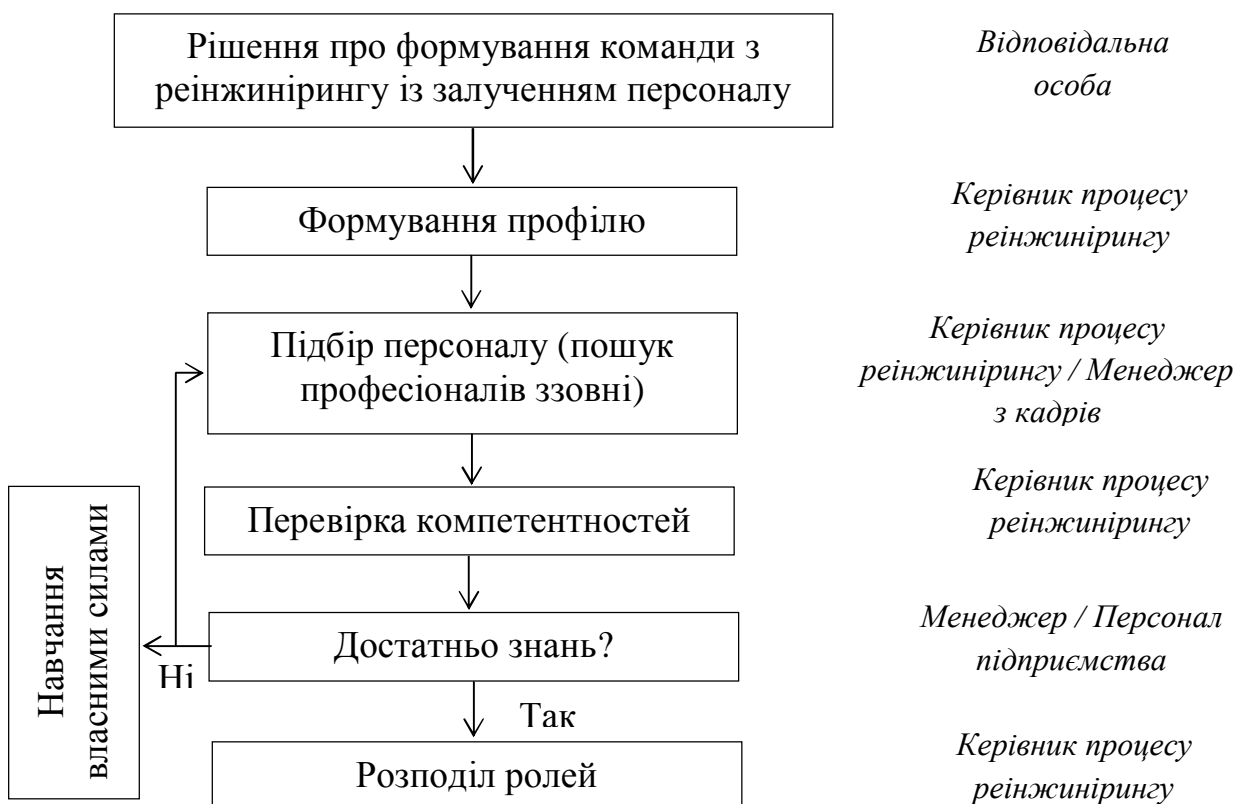 Рішення про формування команди з
реінжинірингу із залученням персоналу
Відповідальна
особа
Формування профілю
Керівник процесу
реінжинірингу
Підбір персоналу (пошук
професіоналів ззовні)
Керівник процесу
реінжинірингу / Менеджер
з кадрів
Перевірка компетентностей
Керівник процесу
реінжинірингу
Навчання
власними силами
Достатньо знань?
Менеджер / Персонал
підприємства
Ні
Так
Розподіл ролей
Керівник процесу
реінжинірингу